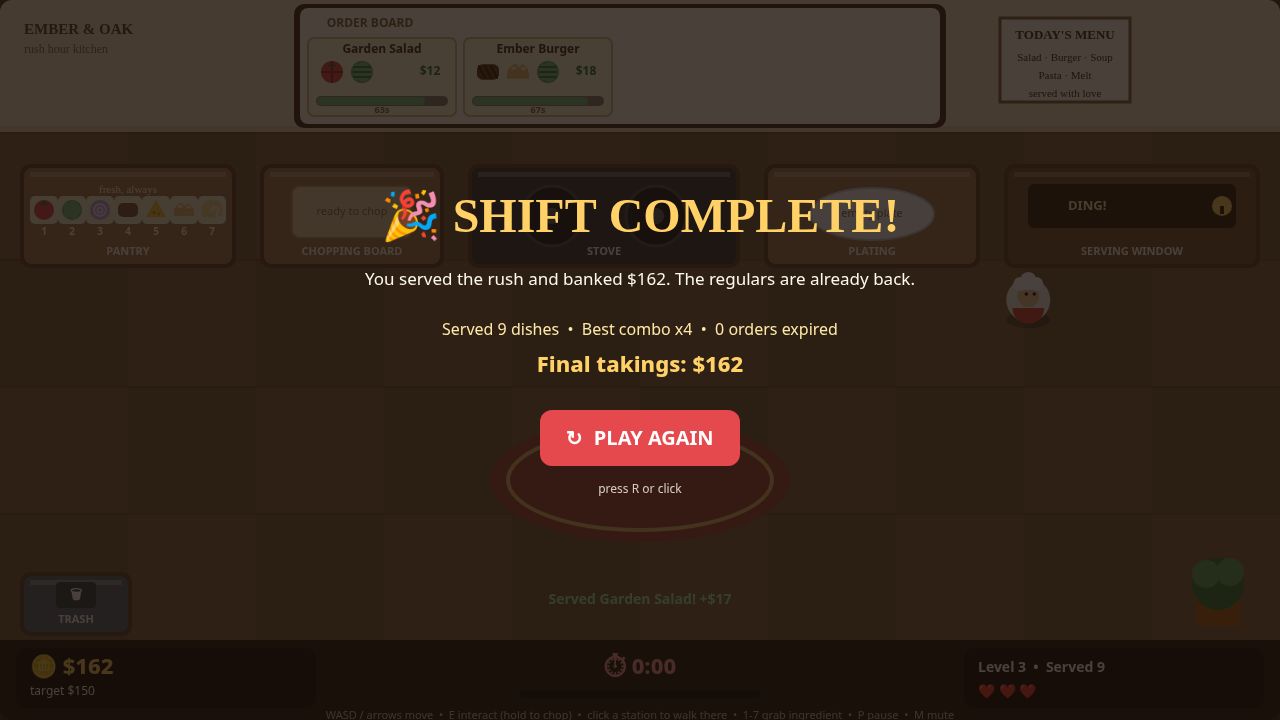 EMBER & OAK
rush hour kitchen
ORDER BOARD
Garden Salad
$12
63s
Ember Burger
$18
67s
TODAY'S MENU
Salad · Burger · Soup
Pasta · Melt
served with love
fresh, always
1 2 3 4 5 6 7
PANTRY
ready to chop
CHOPPING BOARD
STOVE
plate
PLATING
DING!
SERVING WINDOW
SHIFT COMPLETE!
You served the rush and banked $162. The regulars are already back.
Served 9 dishes • Best combo x4 • 0 orders expired
Final takings: $162
↻ PLAY AGAIN
press R or click
Served Garden Salad! +$17
TRASH
$162
target $150
0:00
Level 3 • Served 9
WASD / arrows move • E interact (hold to chop) • click a station to walk there • 1-7 grab ingredient • P pause • M mute